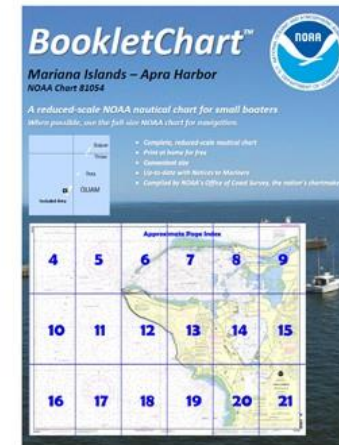 BookletChart™
noaa
Mariana Islands – Apra Harbor
NOAA Chart 81054
A reduced-scale NOAA nautical chart for small boaters
When possible, use the full-size NOAA chart for navigation.
• Complete, reduced-scale nautical chart
• Print at home for free
• Convenient size
• Up-to-date with Notices to Mariners
• Compiled by NOAA's Office of Coast Survey, the nation's chartmaker
GUAM
Included Area
Approximate Page Index
4 5 6 7 8 9
10 11 12 13 14 15
16 17 18 19 20 21